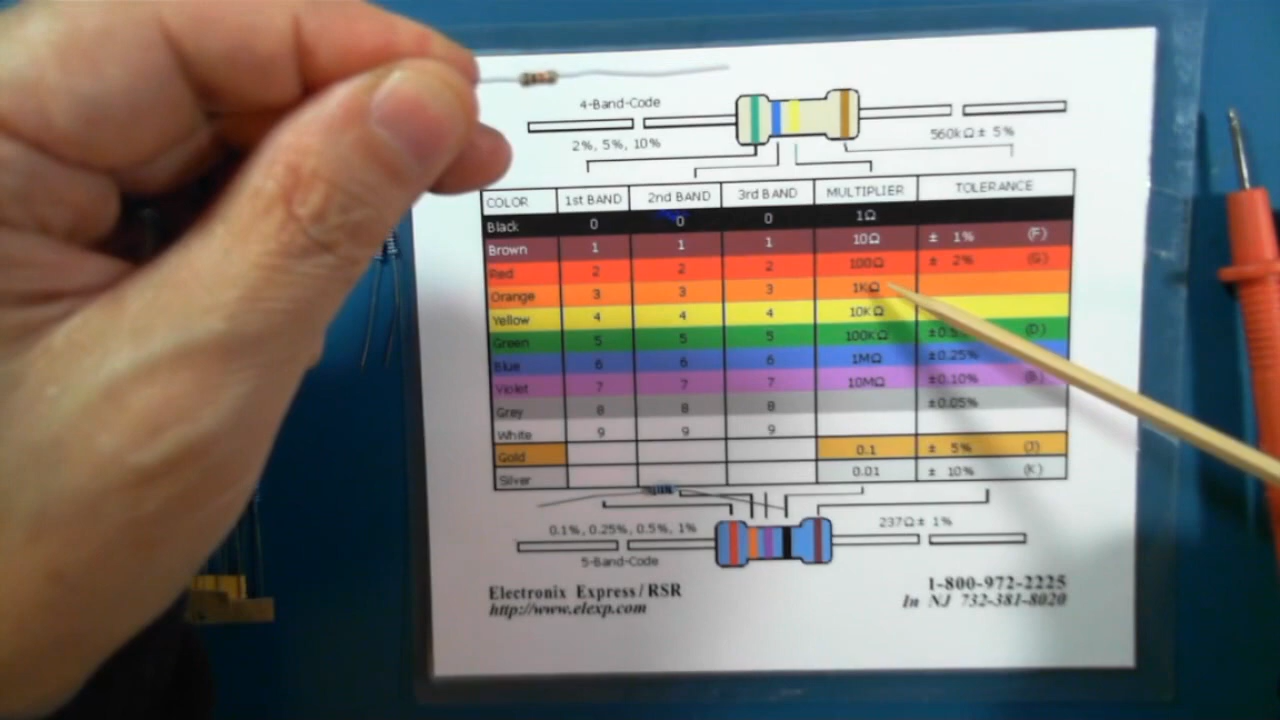 4-Band-Code
2%, 5%, 10%
560kΩ ± 5%
COLOR 1st BAND 2nd BAND 3rd BAND MULTIPLIER TOLERANCE
Black 0 0 0 1Ω
Brown 1 1 1 10Ω ± 1% (F)
Red 2 2 2 100Ω ± 2% (G)
Orange 3 3 3 1KΩ
Yellow 4 4 4 10KΩ
Green 5 5 5 100KΩ (D)
Blue 6 6 6 1MΩ ±0.25%
Violet 7 7 7 10MΩ ±0.10%
Grey 8 8 8 ±0.05%
White 9 9 9
Gold 0.1 ± 5% (J)
Silver 0.01 ± 10% (K)
0.1%, 0.25%, 0.5%, 1%
237Ω ± 1%
5-Band-Code
Electronix Express/RSR
http://www.elexp.com
1-800-972-2225
In NJ 732-381-8020